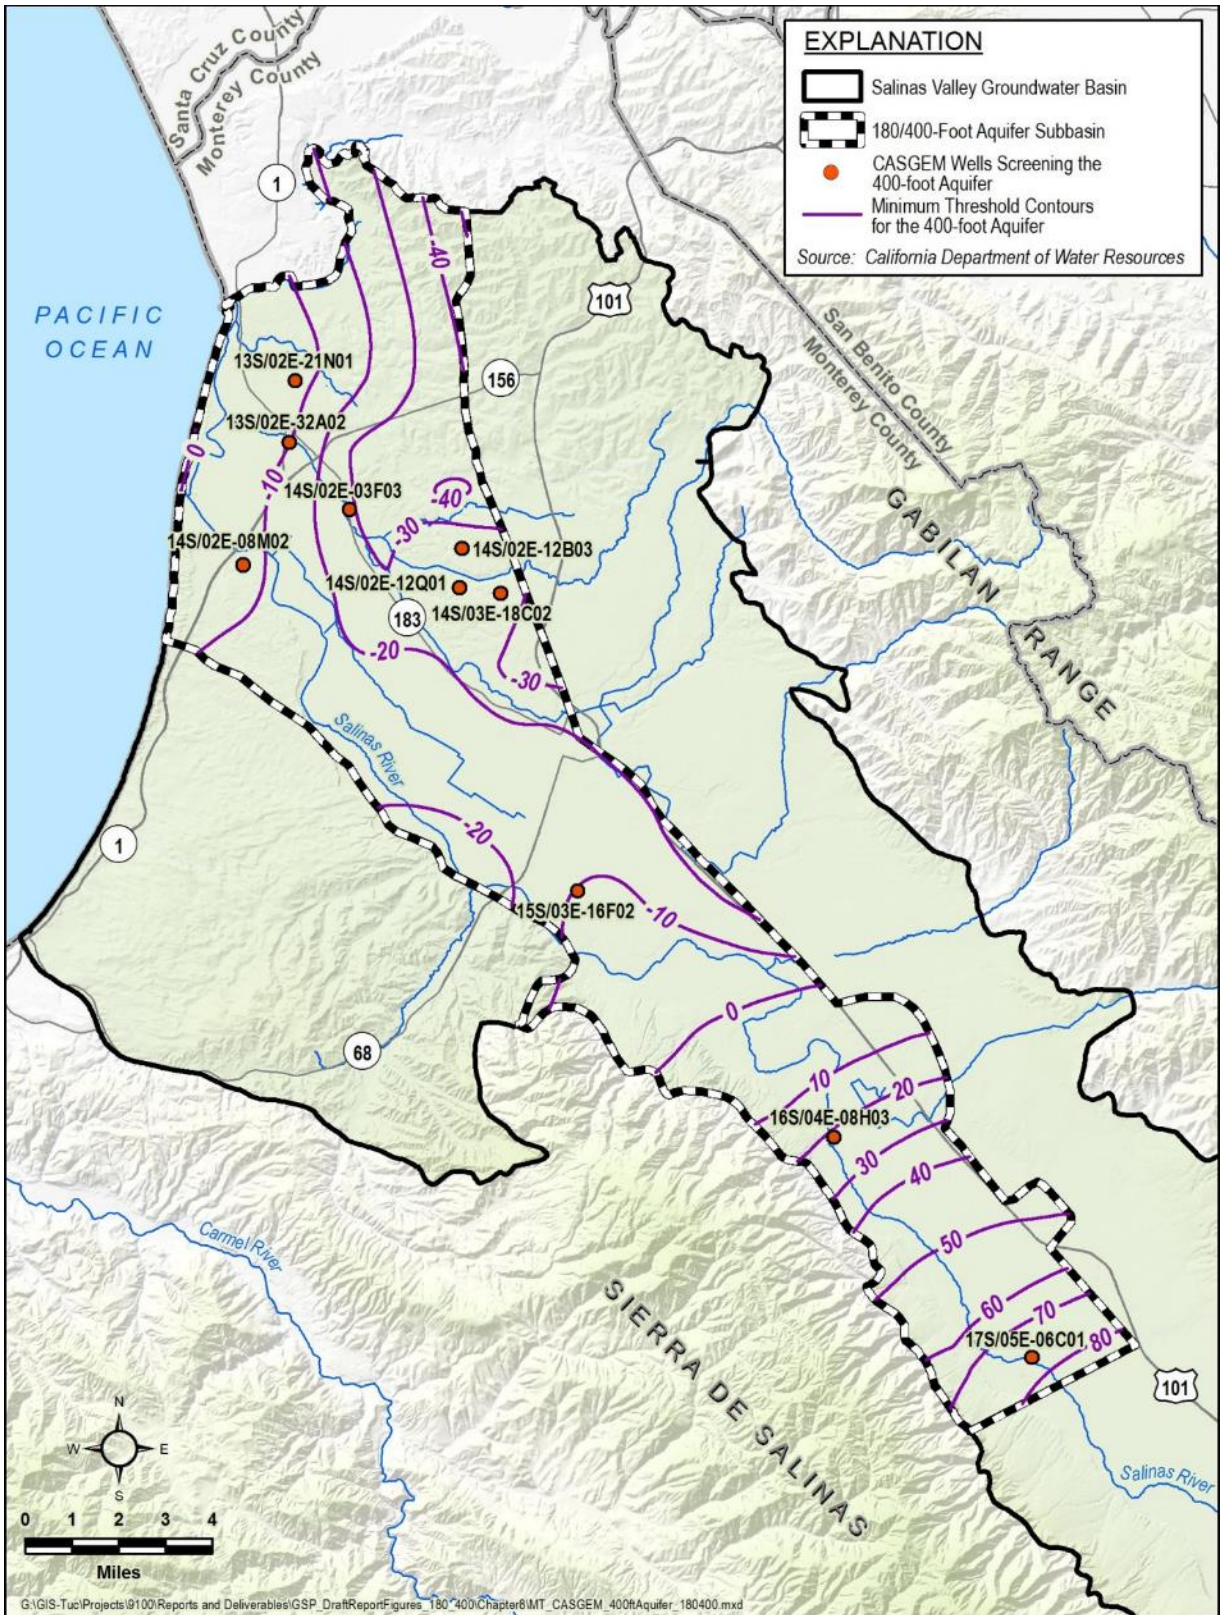 EXPLANATION
Salinas Valley Groundwater Basin
180/400-Foot Aquifer Subbasin
CASGEM Wells Screening the
400-foot Aquifer
Minimum Threshold Contours
for the 400-foot Aquifer
Source: California Department of Water Resources
Santa Cruz County
Monterey County
1
-40
101
PACIFIC
OCEAN
San Benito County
Monterey County
13S/02E-21N01
156
13S/02E-32A02
0
-10
14S/02E-03F03
-40
GABILAN
RANGE
-30
14S/02E-08M02
14S/02E-12B03
14S/02E-12Q01
14S/03E-18C02
183
-20
-30
Salinas River
-20
1
15S/03E-16F02
-10
0
68
10
20
16S/04E-08H03
30
40
50
Carmel River
60
70
17S/05E-06C01
80
SIERRA DE SALINAS
101
Salinas River
N
W E
S
0 1 2 3 4
Miles
G:\GIS-Tuc\Projects\9100\Reports and Deliverables\GSP_DraftReportFigures_180_400\Chapter8\MT_CASGEM_400ftAquifer_180400.mxd